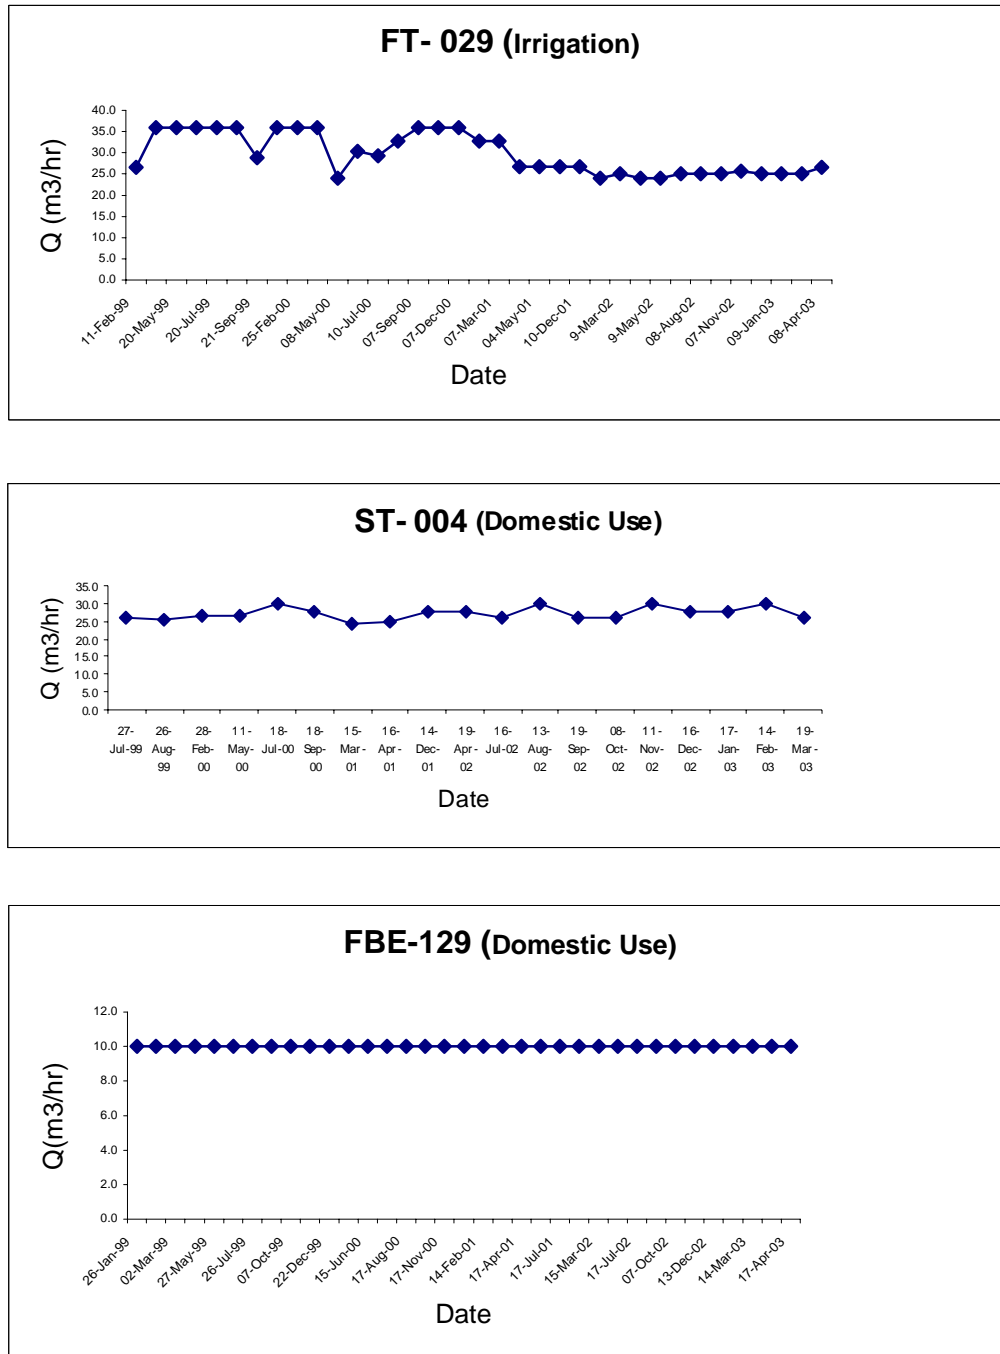 FT- 029 (Irrigation)
40.0
35.0
30.0
25.0
20.0
15.0
10.0
5.0
0.0
Q (m3/hr)
11-Feb-99
20-May-99
20-Jul-99
21-Sep-99
25-Feb-00
08-May-00
10-Jul-00
07-Sep-00
07-Dec-00
07-Mar-01
04-May-01
10-Dec-01
9-Mar-02
9-May-02
08-Aug-02
07-Nov-02
09-Jan-03
08-Apr-03
Date
ST- 004 (Domestic Use)
35.0
30.0
25.0
20.0
15.0
10.0
5.0
0.0
Q (m3/hr)
27- 26- 28- 11- 18- 18- 15- 16- 14- 19- 16- 13- 19- 08- 11- 16- 17- 14- 19-
Jul-99 Aug- Feb- May- Jul-00 Sep- Mar- Apr- Dec- Apr- Jul-02 Aug- Sep- Oct- Nov- Dec- Jan- Feb- Mar-
99 00 00 00 01 01 01 02 02 02 02 02 02 03 03 03
Date
FBE-129 (Domestic Use)
12.0
10.0
8.0
6.0
4.0
2.0
0.0
Q(m3/hr)
26-Jan-99
02-Mar-99
27-May-99
26-Jul-99
07-Oct-99
22-Dec-99
15-Jun-00
17-Aug-00
17-Nov-00
14-Feb-01
17-Apr-01
17-Jul-01
15-Mar-02
17-Jul-02
07-Oct-02
13-Dec-02
14-Mar-03
17-Apr-03
Date